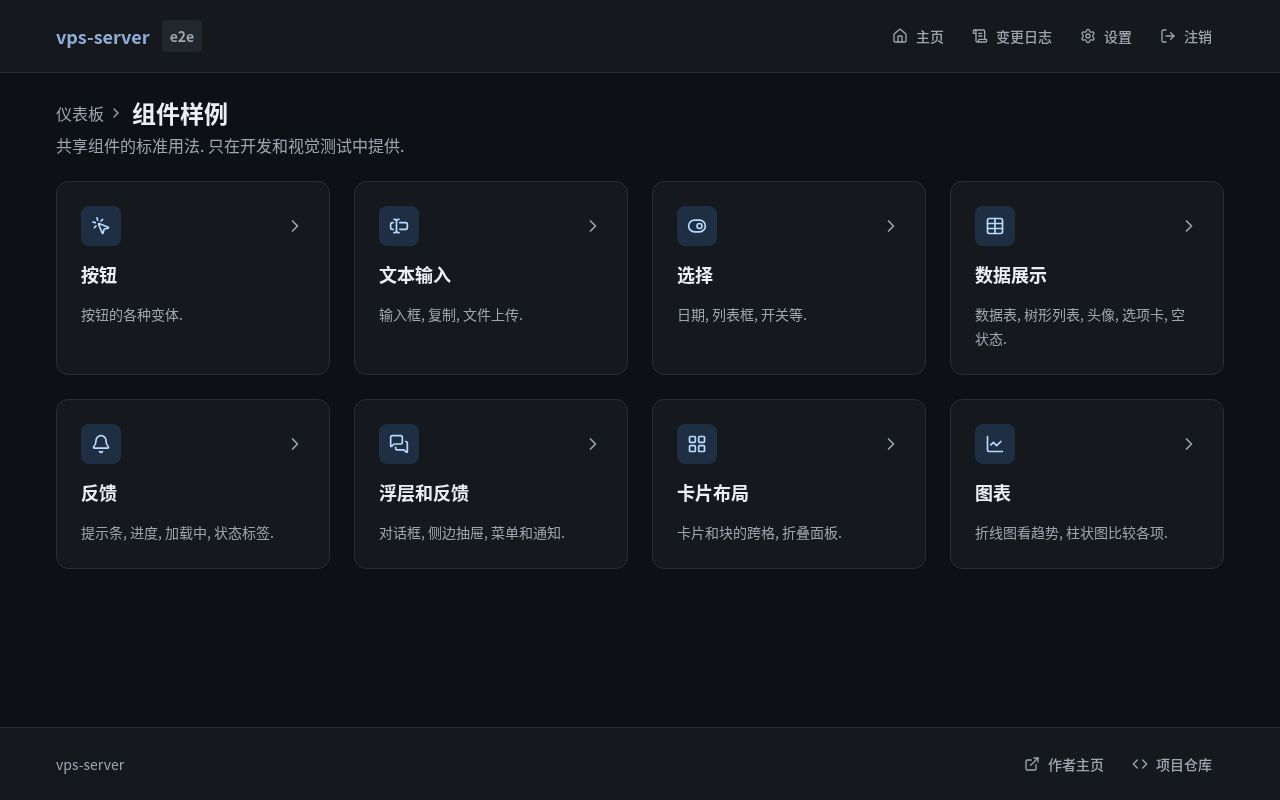 vps-server e2e 主页 变更日志 设置 注销
仪表板 组件样例
共享组件的标准用法. 只在开发和视觉测试中提供.
按钮
按钮的各种变体.
文本输入
输入框, 复制, 文件上传.
选择
日期, 列表框, 开关等.
数据展示
数据表, 树形列表, 头像, 选项卡, 空
状态.
反馈
提示条, 进度, 加载中, 状态标签.
浮层和反馈
对话框, 侧边抽屉, 菜单和通知.
卡片布局
卡片和块的跨格, 折叠面板.
图表
折线图看趋势, 柱状图比较各项.
vps-server 作者主页 项目仓库